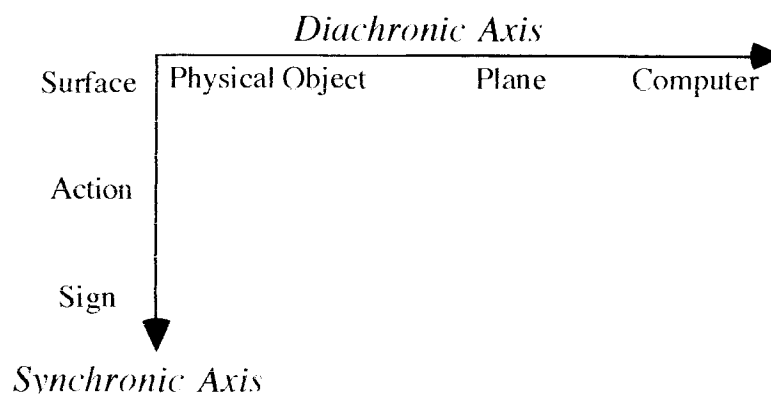 Diachronic Axis
Surface Physical Object Plane Computer
Action
Sign
Synchronic Axis